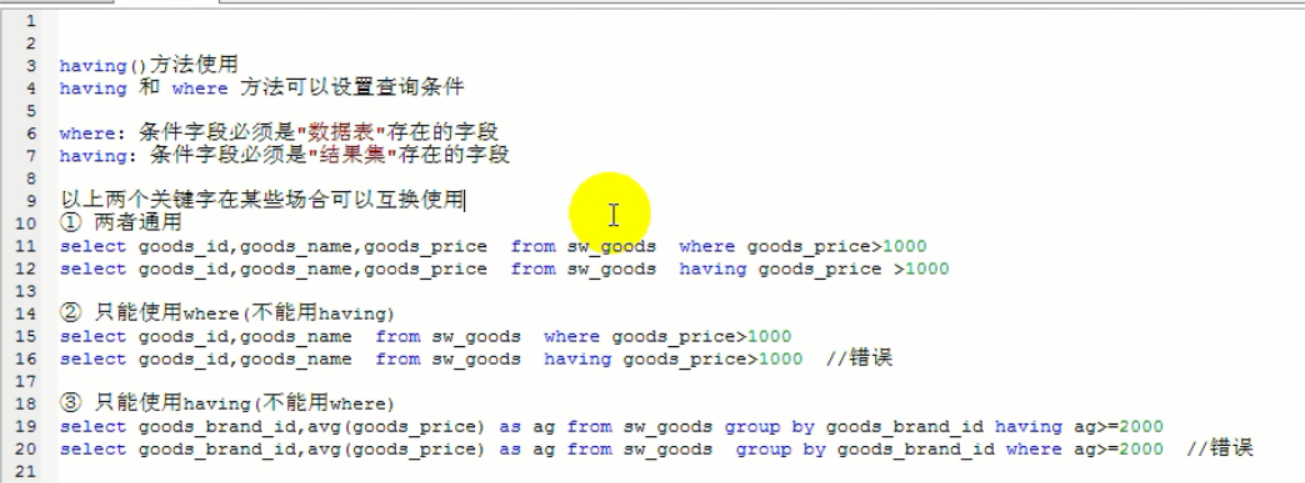 1
2
3 having()方法使用
4 having 和 where 方法可以设置查询条件
5
6 where: 条件字段必须是"数据表"存在的字段
7 having: 条件字段必须是"结果集"存在的字段
8
9 以上两个关键字在某些场合可以互换使用
10 ① 两者通用
11 select goods_id,goods_name,goods_price from sw_goods where goods_price>1000
12 select goods_id,goods_name,goods_price from sw_goods having goods_price >1000
13
14 ② 只能使用where(不能用having)
15 select goods_id,goods_name from sw_goods where goods_price>1000
16 select goods_id,goods_name from sw_goods having goods_price>1000 //错误
17
18 ③ 只能使用having(不能用where)
19 select goods_brand_id,avg(goods_price) as ag from sw_goods group by goods_brand_id having ag>=2000
20 select goods_brand_id,avg(goods_price) as ag from sw_goods group by goods_brand_id where ag>=2000 //错误
21